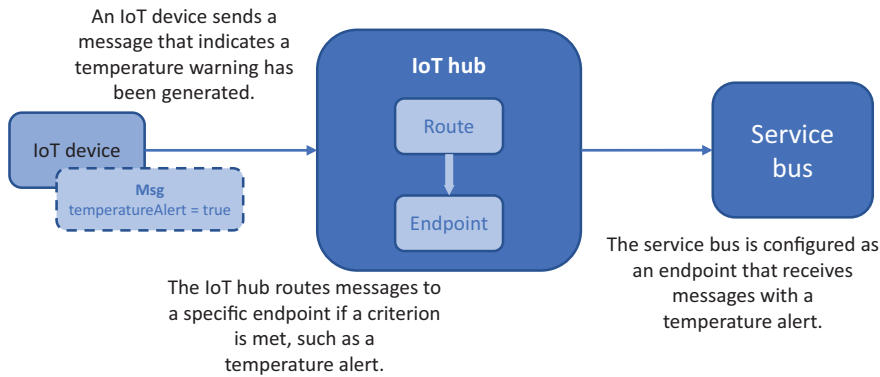 An IoT device sends a
message that indicates a
temperature warning has
been generated.
IoT device
Msg
temperatureAlert = true
IoT hub
Route
Endpoint
The IoT hub routes messages to
a specific endpoint if a criterion
is met, such as a
temperature alert.
Service
bus
The service bus is configured as
an endpoint that receives
messages with a
temperature alert.